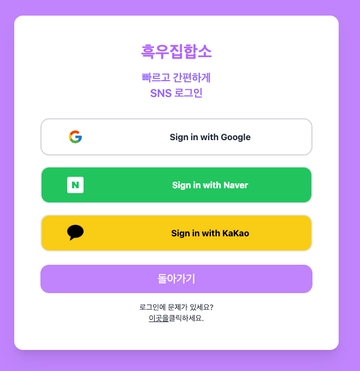 흑우집합소
빠르고 간편하게
SNS 로그인
Sign in with Google
N
Sign in with Naver
Sign in with KaKao
돌아가기
로그인에 문제가 있세요?
이곳을클릭하세요.